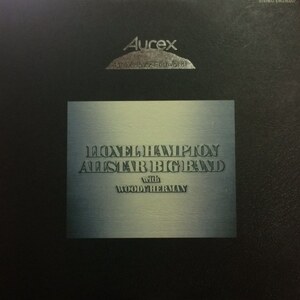 Aurex
LIONEL HAMPTON
ALL STAR BIG BAND
with
WOODY HERMAN